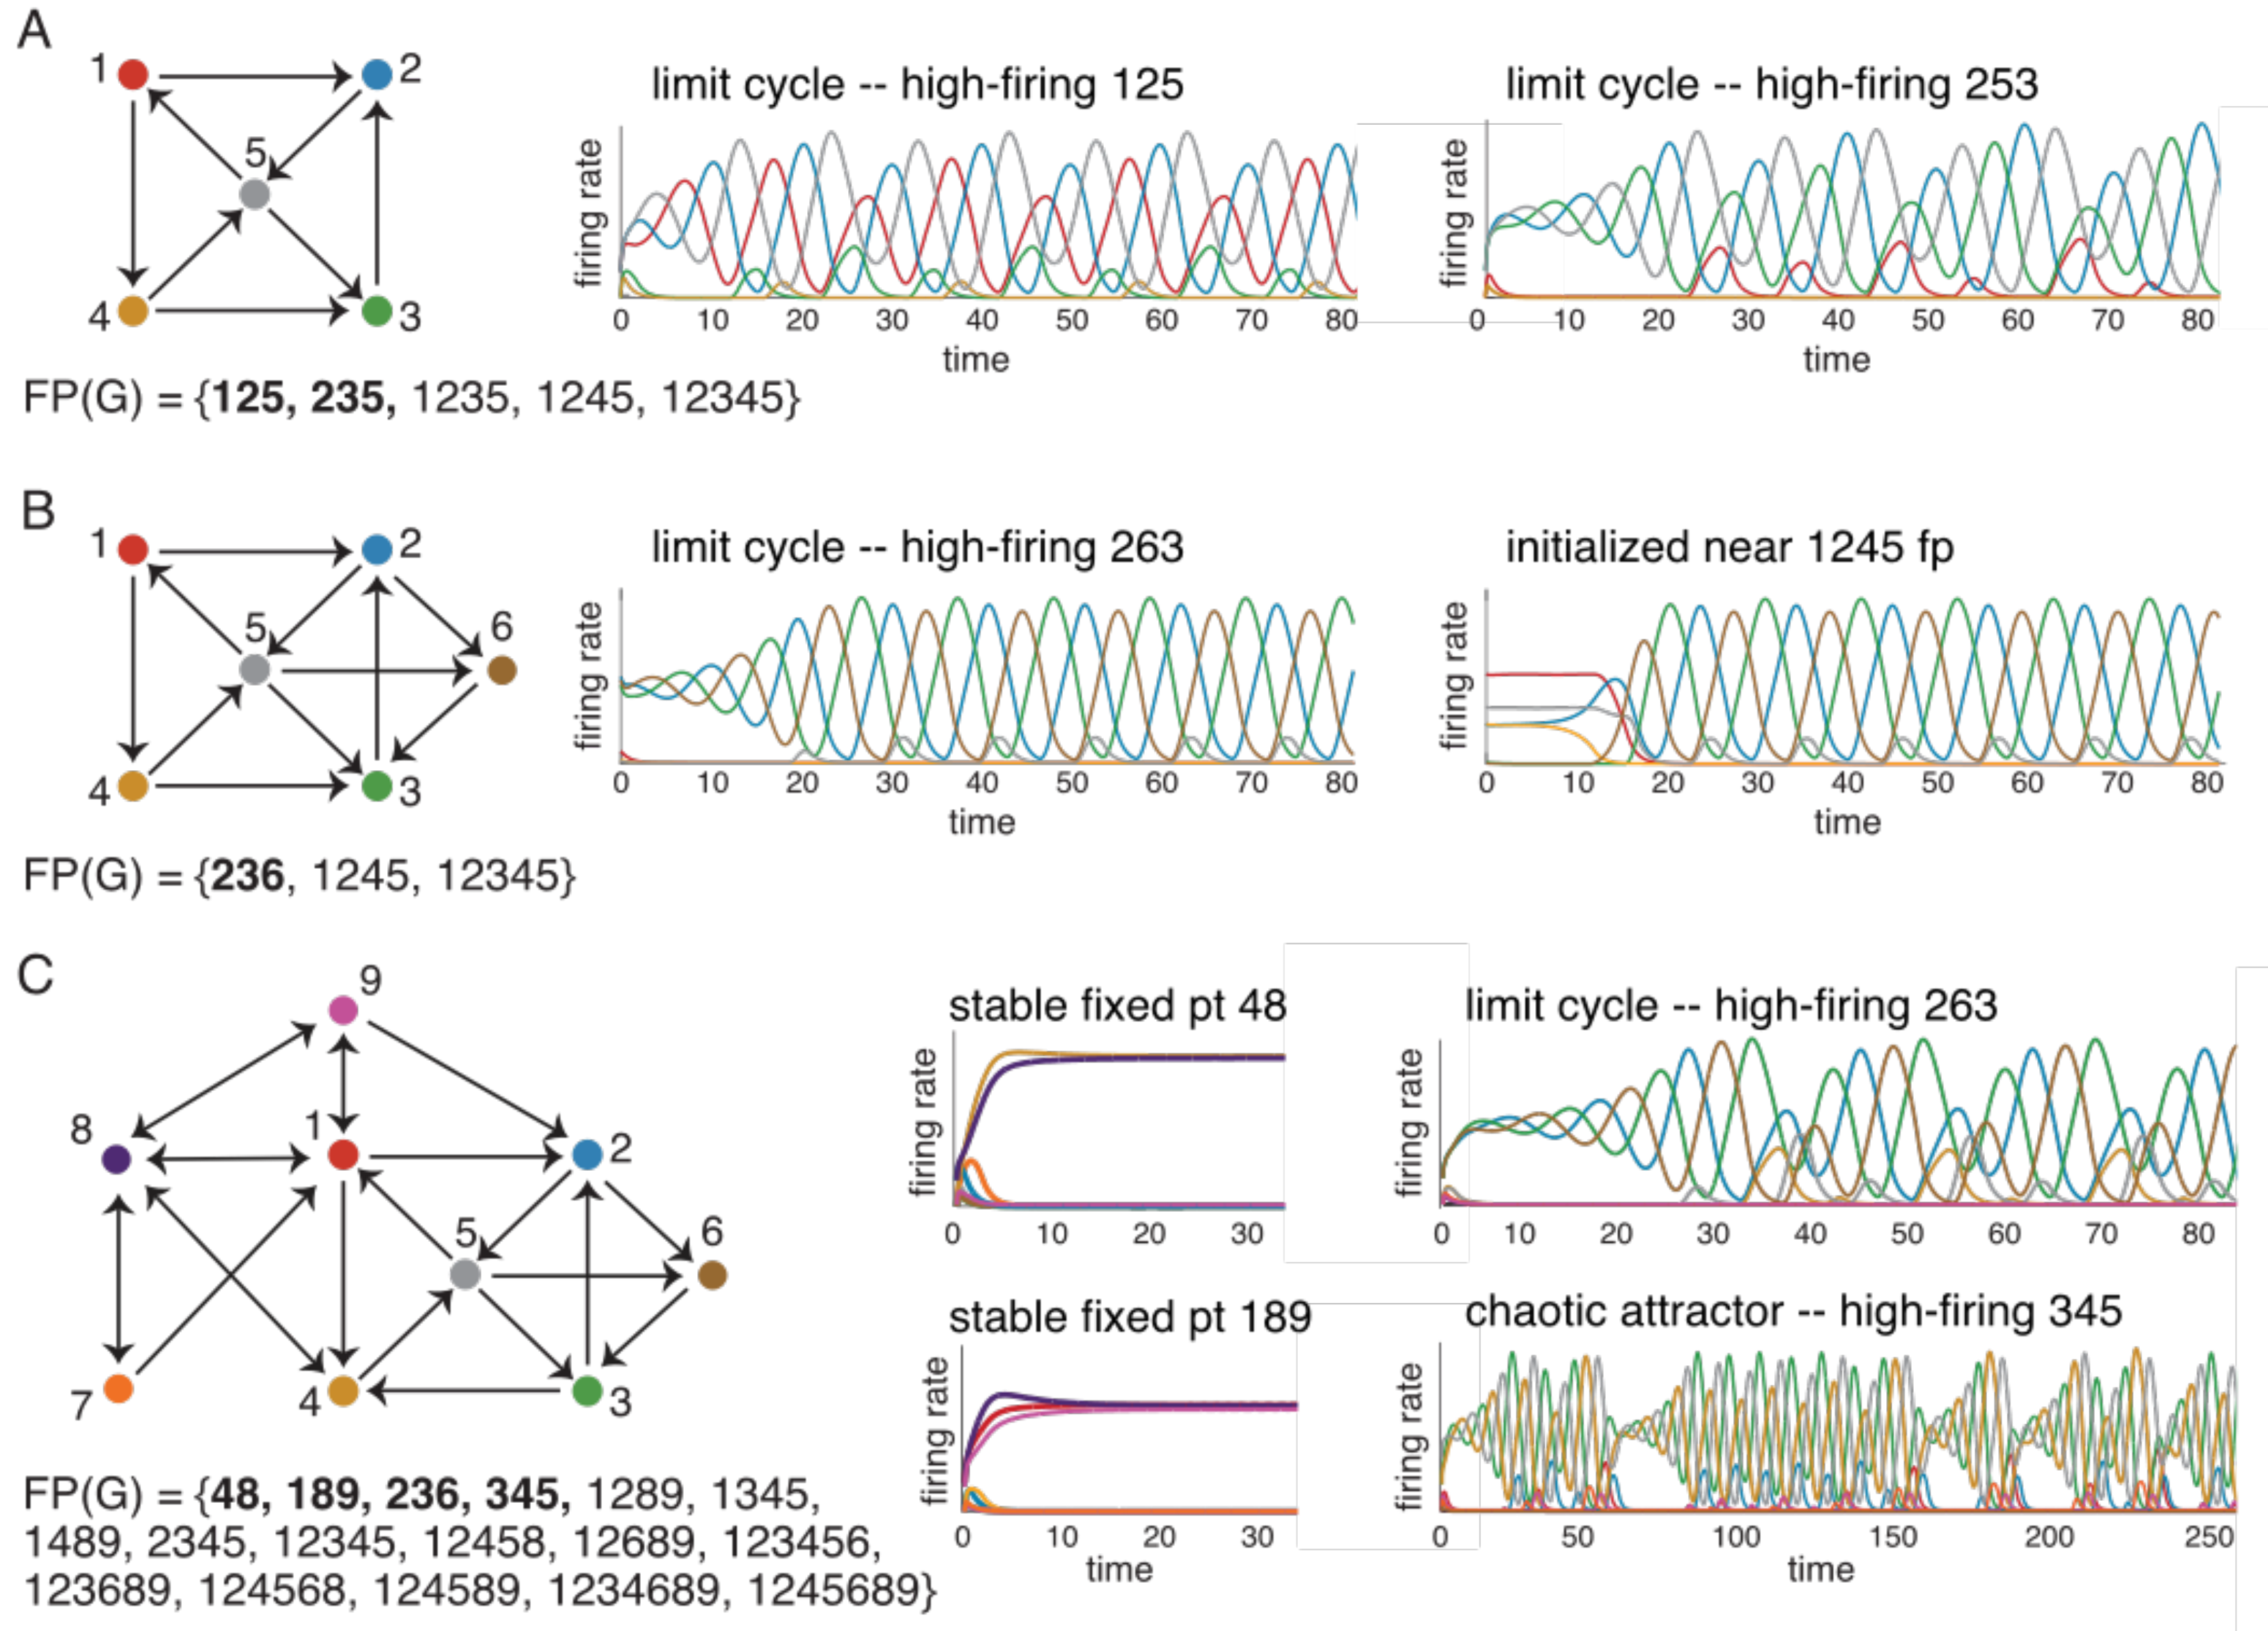 A
1
2
5
4
3
limit cycle -- high-firing 125
firing rate
0 10 20 30 40 50 60 70 80
time
limit cycle -- high-firing 253
firing rate
0 10 20 30 40 50 60 70 80
time
FP(G) = {125, 235, 1235, 1245, 12345}
B
1
2
5
6
4
3
limit cycle -- high-firing 263
firing rate
0 10 20 30 40 50 60 70 80
time
initialized near 1245 fp
firing rate
0 10 20 30 40 50 60 70 80
time
FP(G) = {236, 1245, 12345}
C
9
8
1
2
5
6
7
4
3
stable fixed pt 48
firing rate
0 10 20 30
limit cycle -- high-firing 263
firing rate
0 10 20 30 40 50 60 70 80
stable fixed pt 189
firing rate
0 10 20 30
time
chaotic attractor -- high-firing 345
firing rate
0 50 100 150 200 250
time
FP(G) = {48, 189, 236, 345, 1289, 1345,
1489, 2345, 12345, 12458, 12689, 123456,
123689, 124568, 124589, 1234689, 1245689}